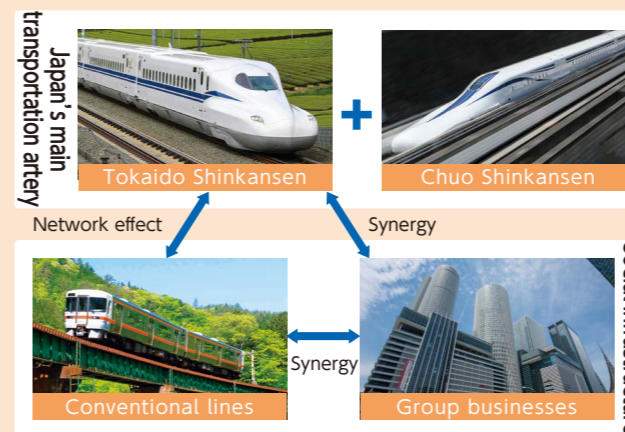 Japan's main
transportation artery
Tokaido Shinkansen
+
Chuo Shinkansen
Network effect
Synergy
Synergy
Conventional lines
Group businesses